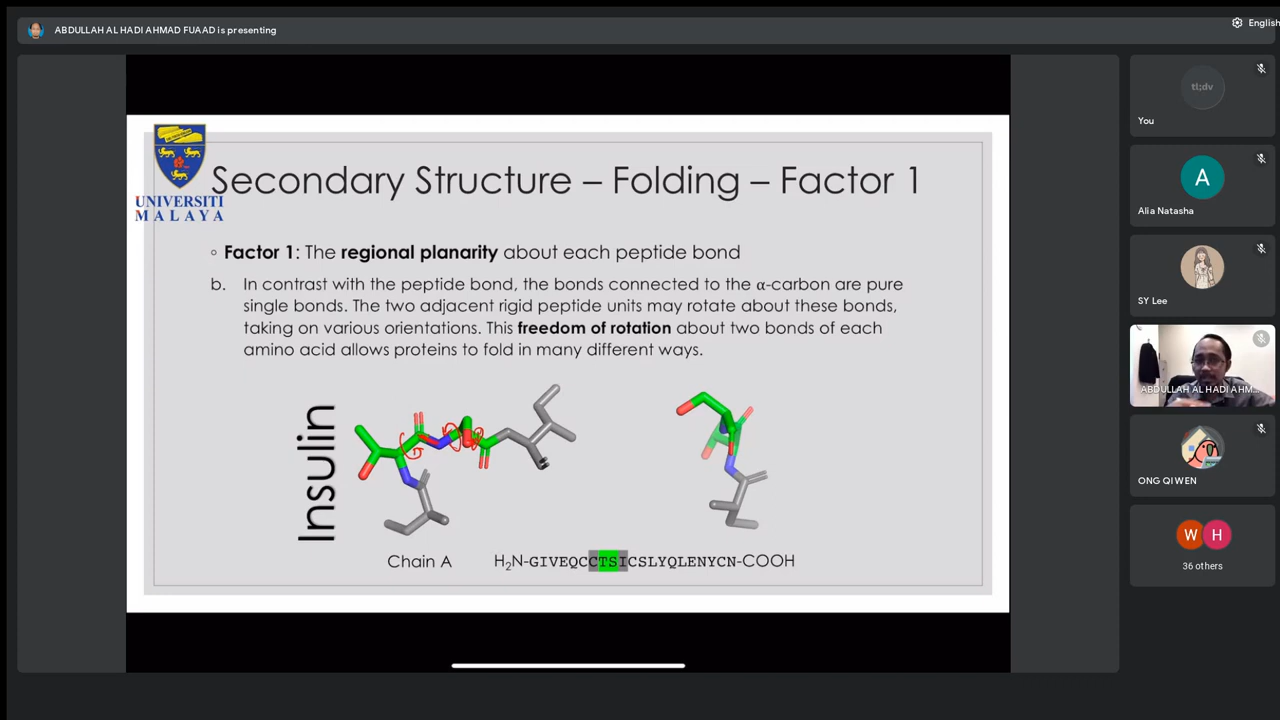 ABDULLAH AL HADI AHMAD FUAAD is presenting
English
UNIVERSITI
MALAYA
Secondary Structure – Folding – Factor 1
◦ Factor 1: The regional planarity about each peptide bond
b. In contrast with the peptide bond, the bonds connected to the α-carbon are pure
single bonds. The two adjacent rigid peptide units may rotate about these bonds,
taking on various orientations. This freedom of rotation about two bonds of each
amino acid allows proteins to fold in many different ways.
Insulin
Chain A H₂N-GIVEQCCTSICSLYQLENYCN-COOH
tl;dv
You
A
Alia Natasha
SY Lee
ABDULLAH AL HADI AHM...
ONG QI WEN
W H
36 others